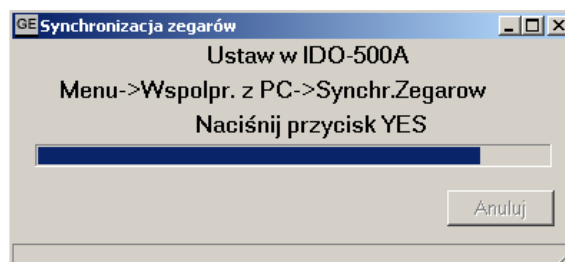 GE Synchronizacja zegarów
Ustaw w IDO-500A
Menu->Wspolpr. z PC->Synchr.Zegarow
Naciśnij przycisk YES
Anuluj